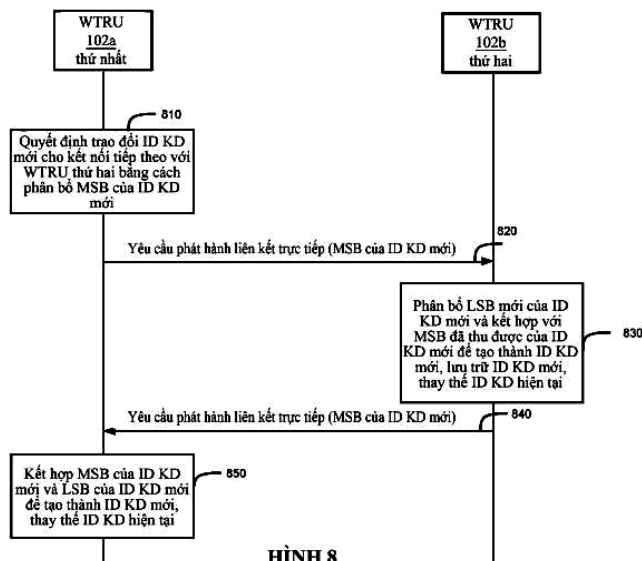 WTRU
102a
thứ nhất
WTRU
102b
thứ hai
810
Quyết định trao đổi ID KD
mới cho kết nối tiếp theo với
WTRU thứ hai bằng cách
phân bổ MSB của ID KD
mới
820
Yêu cầu phát hành liên kết trực tiếp (MSB của ID KD mới)
Phân bổ LSB mới của ID
KD mới và kết hợp với
MSB đã thu được của ID
KD mới để tạo thành ID KD
mới, lưu trữ ID KD mới,
thay thế ID KD hiện tại
830
Yêu cầu phát hành liên kết trực tiếp (MSB của ID KD mới)
840
Kết hợp MSB của ID KD
mới và LSB của ID KD mới
để tạo thành ID KD mới,
thay thế ID KD hiện tại
850
HÌNH 8